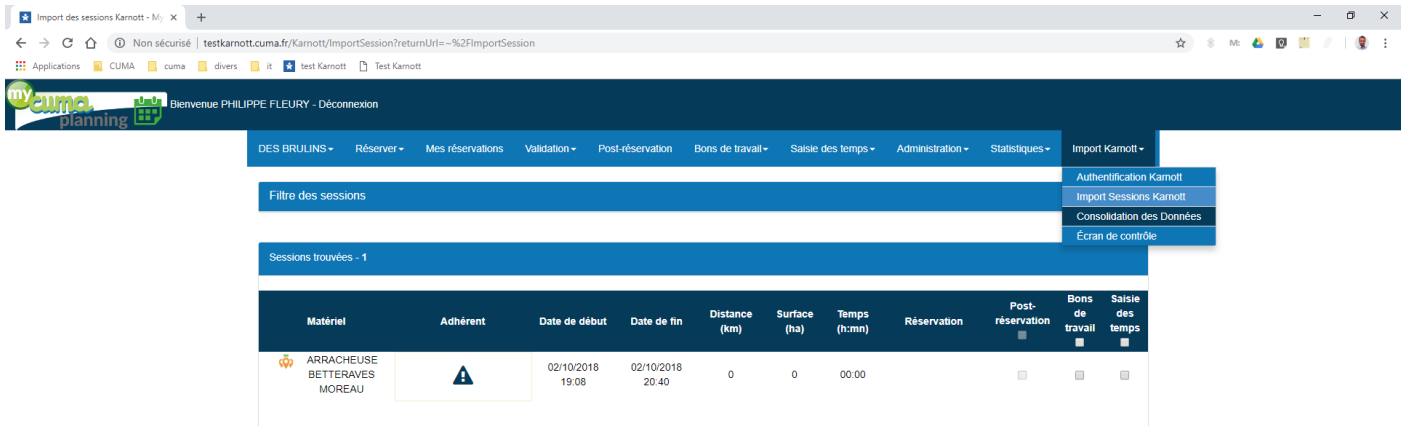 Import des sessions Karnott - My
Non sécurisé | testkarnott.cuma.fr/Karnott/ImportSession?returnUrl=~%2FImportSession
Applications CUMA cuma divers it test Karnott Test Karnott
my cuma planning Bienvenue PHILIPPE FLEURY - Déconnexion
DES BRULINS Réserver Mes réservations Validation Post-réservation Bons de travail Saisie des temps Administration Statistiques Import Karnott
Authentification Karnott
Filtre des sessions
Import Sessions Karnott
Consolidation des Données
Écran de contrôle
Sessions trouvées - 1
Matériel Adhérent Date de début Date de fin Distance (km) Surface (ha) Temps (h:mn) Réservation Post-réservation Bons de travail Saisie des temps
ARRACHEUSE BETTERAVES MOREAU 02/10/2018 19:08 02/10/2018 20:40 0 0 00:00